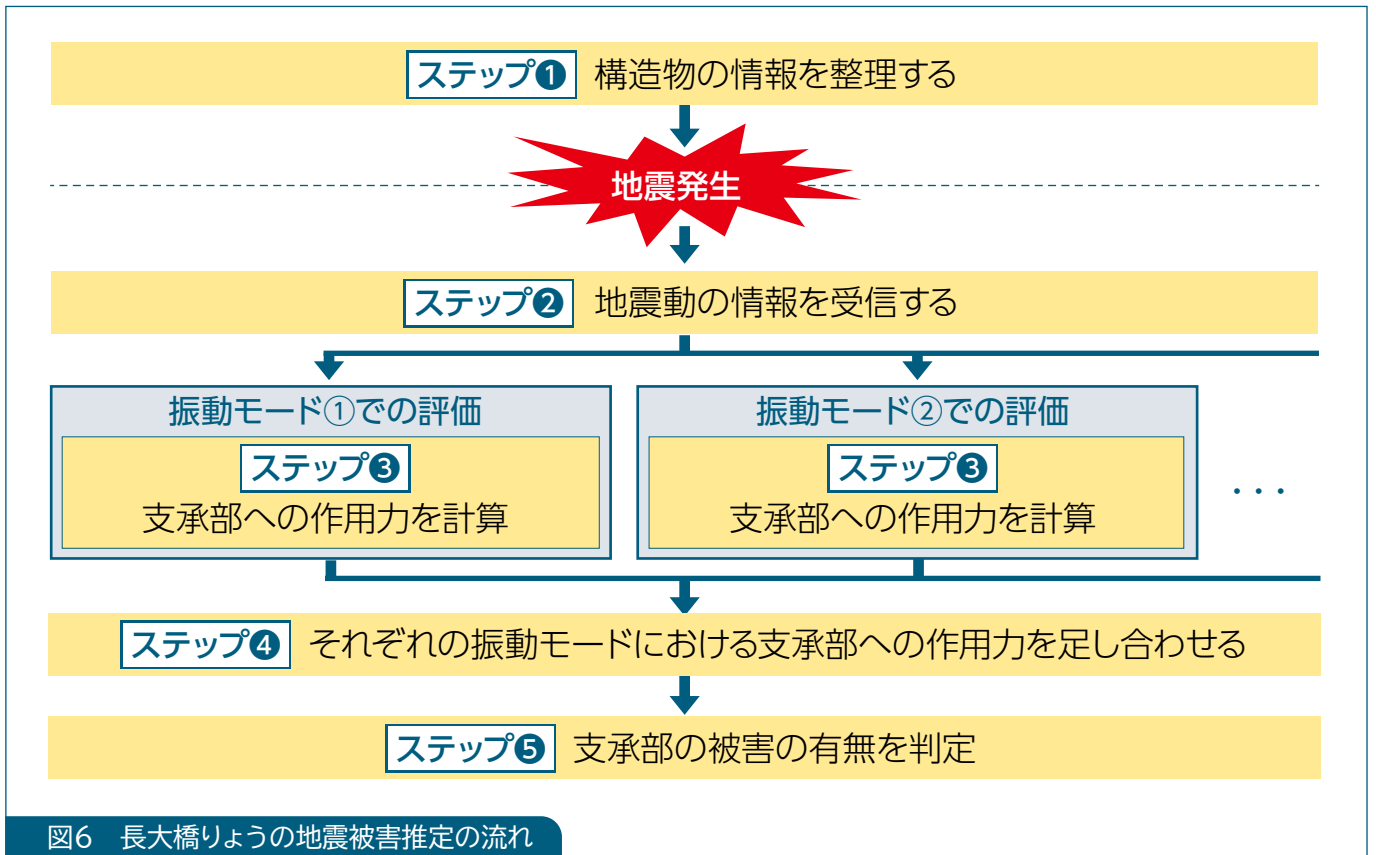 ステップ❶ 構造物の情報を整理する
地震発生
ステップ❷ 地震動の情報を受信する
振動モード①での評価
ステップ❸
支承部への作用力を計算
振動モード②での評価
ステップ❸
支承部への作用力を計算
・・・
ステップ❹ それぞれの振動モードにおける支承部への作用力を足し合わせる
ステップ❺ 支承部の被害の有無を判定
図6 長大橋りょうの地震被害推定の流れ